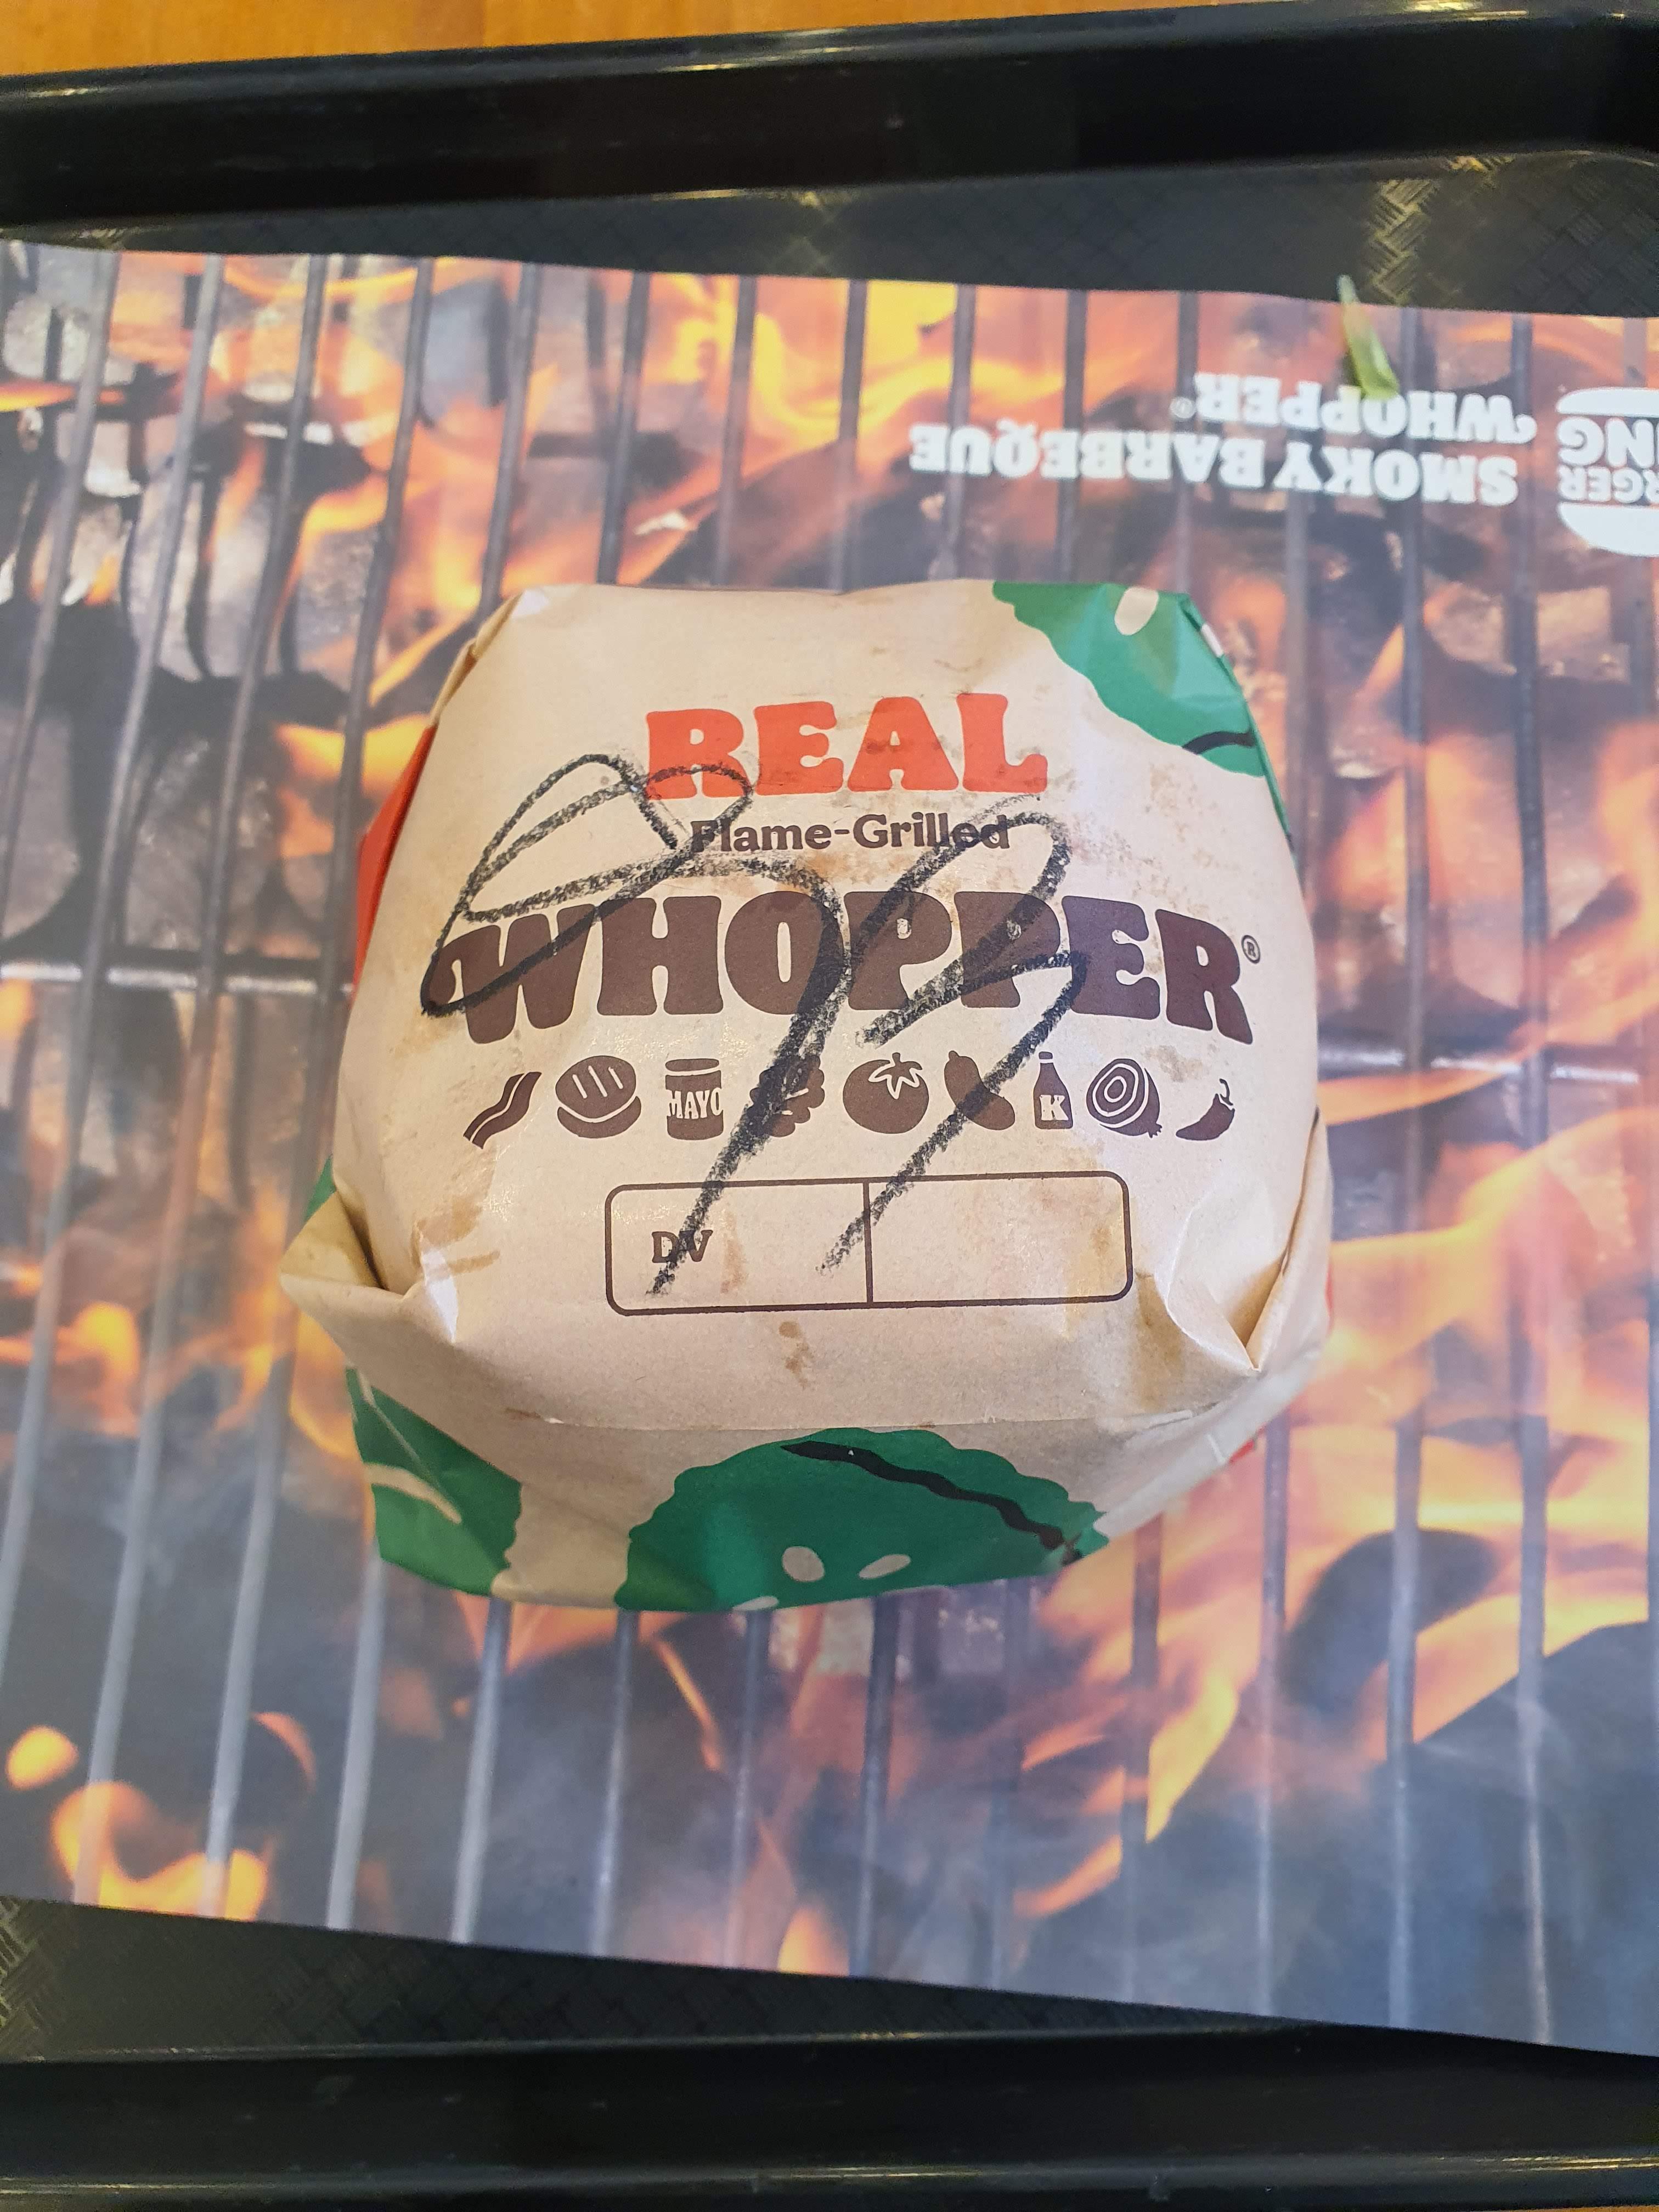 SMOKY BARBEQUE
WHOPPER®
REAL
Flame-Grilled
WHOPPER®
MAYO
K
DV